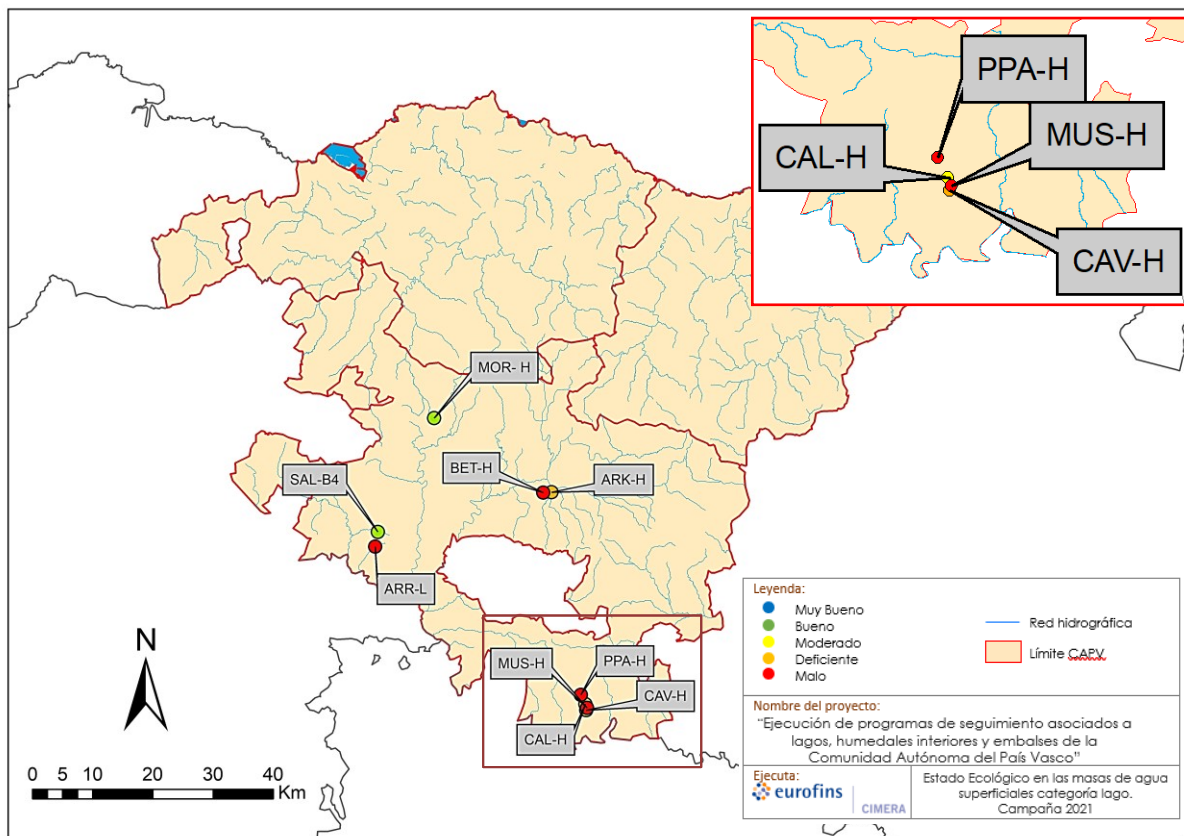 PPA-H
MUS-H
CAL-H
CAV-H
MOR- H
BET-H
ARK-H
SAL-B4
ARR-L
MUS-H
PPA-H
CAV-H
CAL-H
N
0 5 10 20 30 40
Km
Leyenda:
Muy Bueno
Bueno
Moderado
Deficiente
Malo
Red hidrográfica
Límite CAPV
Nombre del proyecto:
"Ejecución de programas de seguimiento asociados a
lagos, humedales interiores y embalses de la
Comunidad Autónoma del País Vasco"
Ejecuta:
eurofins
CIMERA
Estado Ecológico en las masas de agua
superficiales categoría lago.
Campaña 2021